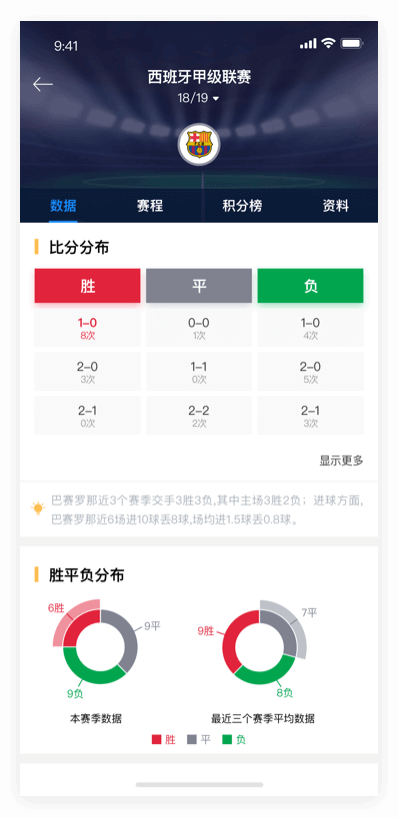 9:41
西班牙甲级联赛
18/19
数据 赛程 积分榜 资料
比分分布
胜 平 负
1-0 0-0 1-0
8次 1次 4次
2-0 1-1 2-0
3次 0次 5次
2-1 2-2 2-1
0次 2次 3次
显示更多
巴赛罗那近3个赛季交手3胜3负,其中主场3胜2负；进球方面,
巴赛罗那近6场进10球丢8球,场均进1.5球丢0.8球。
胜平负分布
6胜 9平 9负
9胜 7平 8负
本赛季数据 最近三个赛季平均数据
胜 平 负